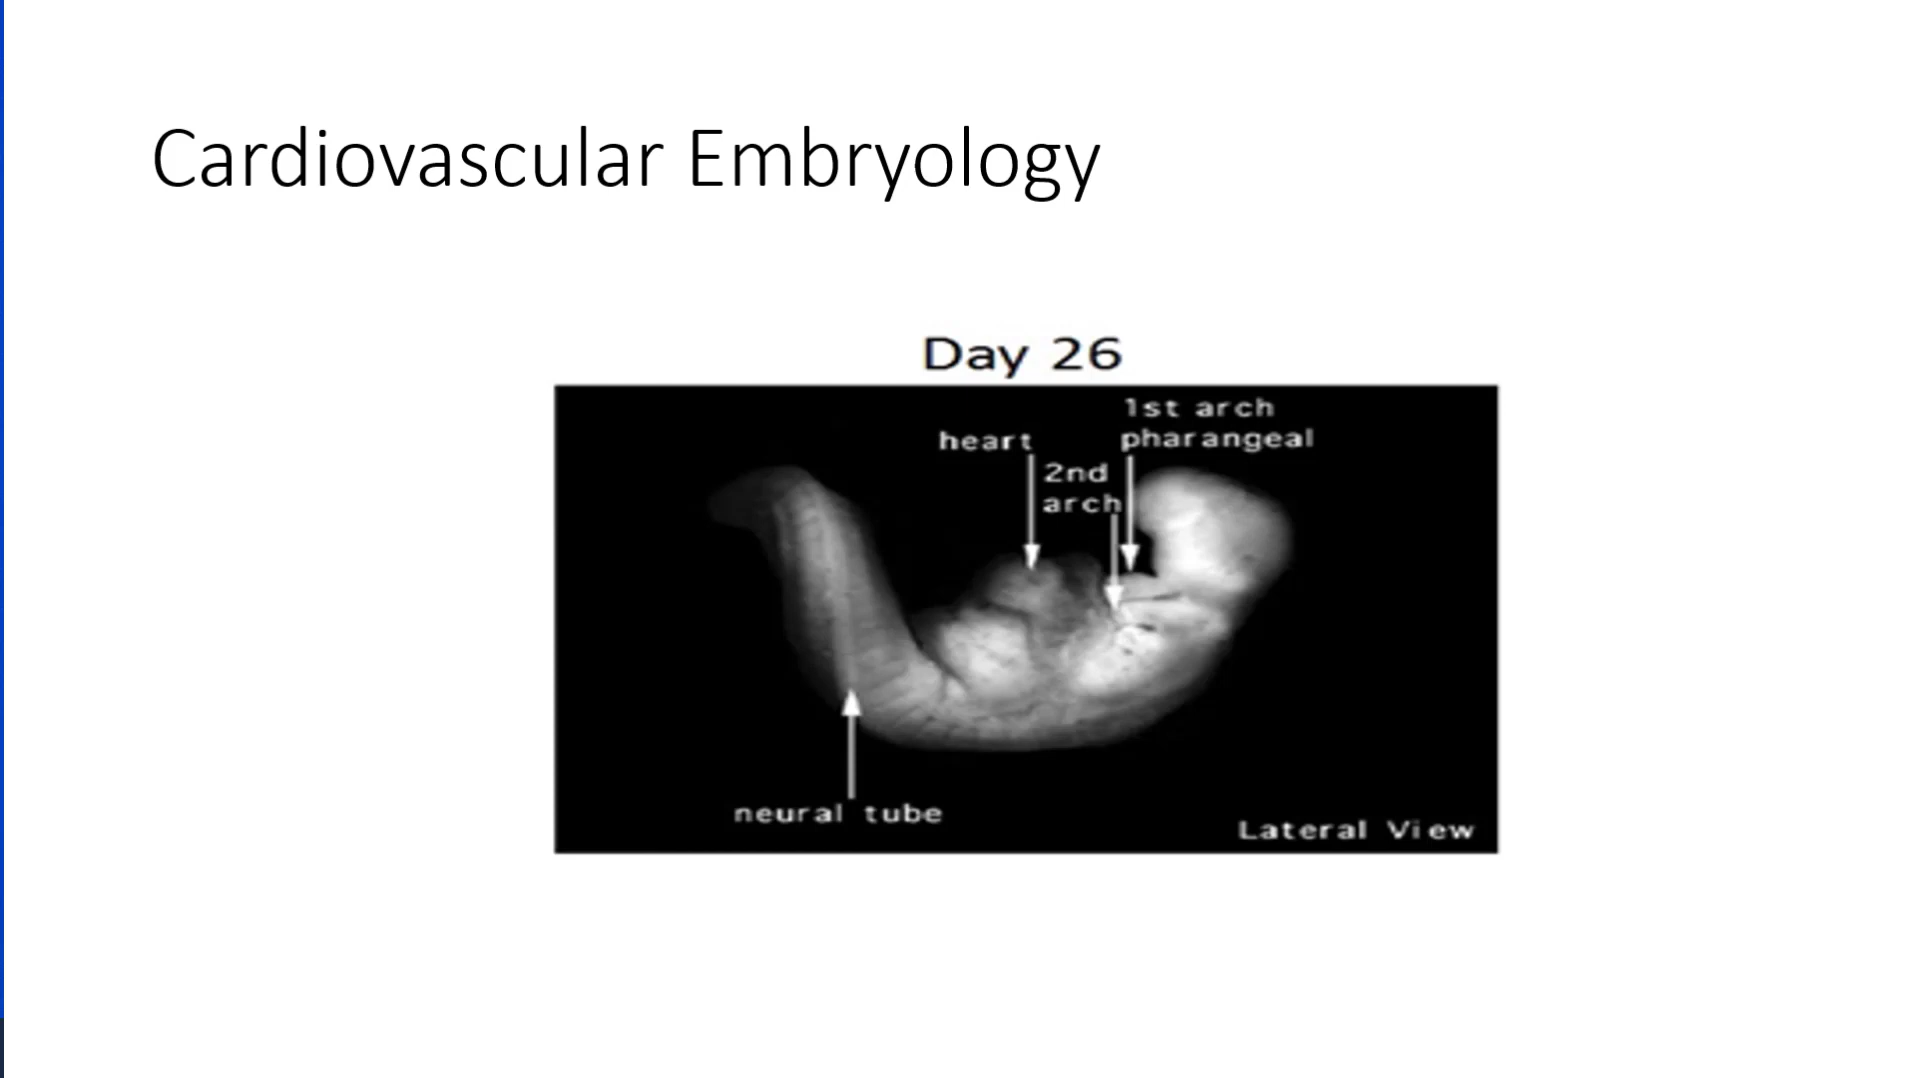 Cardiovascular Embryology
Day 26
1st arch
pharangeal
heart
2nd
arch
neural tube
Lateral View